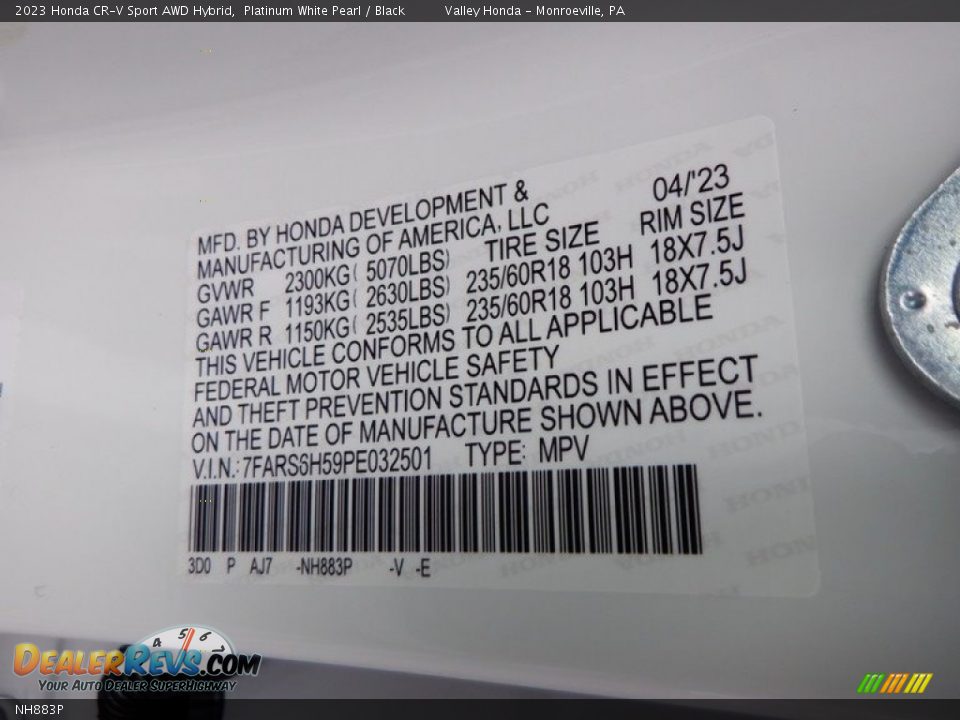 2023 Honda CR-V Sport AWD Hybrid, Platinum White Pearl / Black Valley Honda - Monroeville, PA
04/'23
MFD. BY HONDA DEVELOPMENT &
MANUFACTURING OF AMERICA, LLC
GVWR 2300KG( 5070LBS) TIRE SIZE RIM SIZE
GAWR F 1193KG( 2630LBS) 235/60R18 103H 18X7.5J
GAWR R 1150KG( 2535LBS) 235/60R18 103H 18X7.5J
THIS VEHICLE CONFORMS TO ALL APPLICABLE
FEDERAL MOTOR VEHICLE SAFETY
AND THEFT PREVENTION STANDARDS IN EFFECT
ON THE DATE OF MANUFACTURE SHOWN ABOVE.
V.I.N.:7FARS6H59PE032501 TYPE: MPV
3D0 P AJ7 -NH883P -V -E
4 5 6 7
DEALERREVS.COM
Your Auto Dealer SuperHighway
NH883P